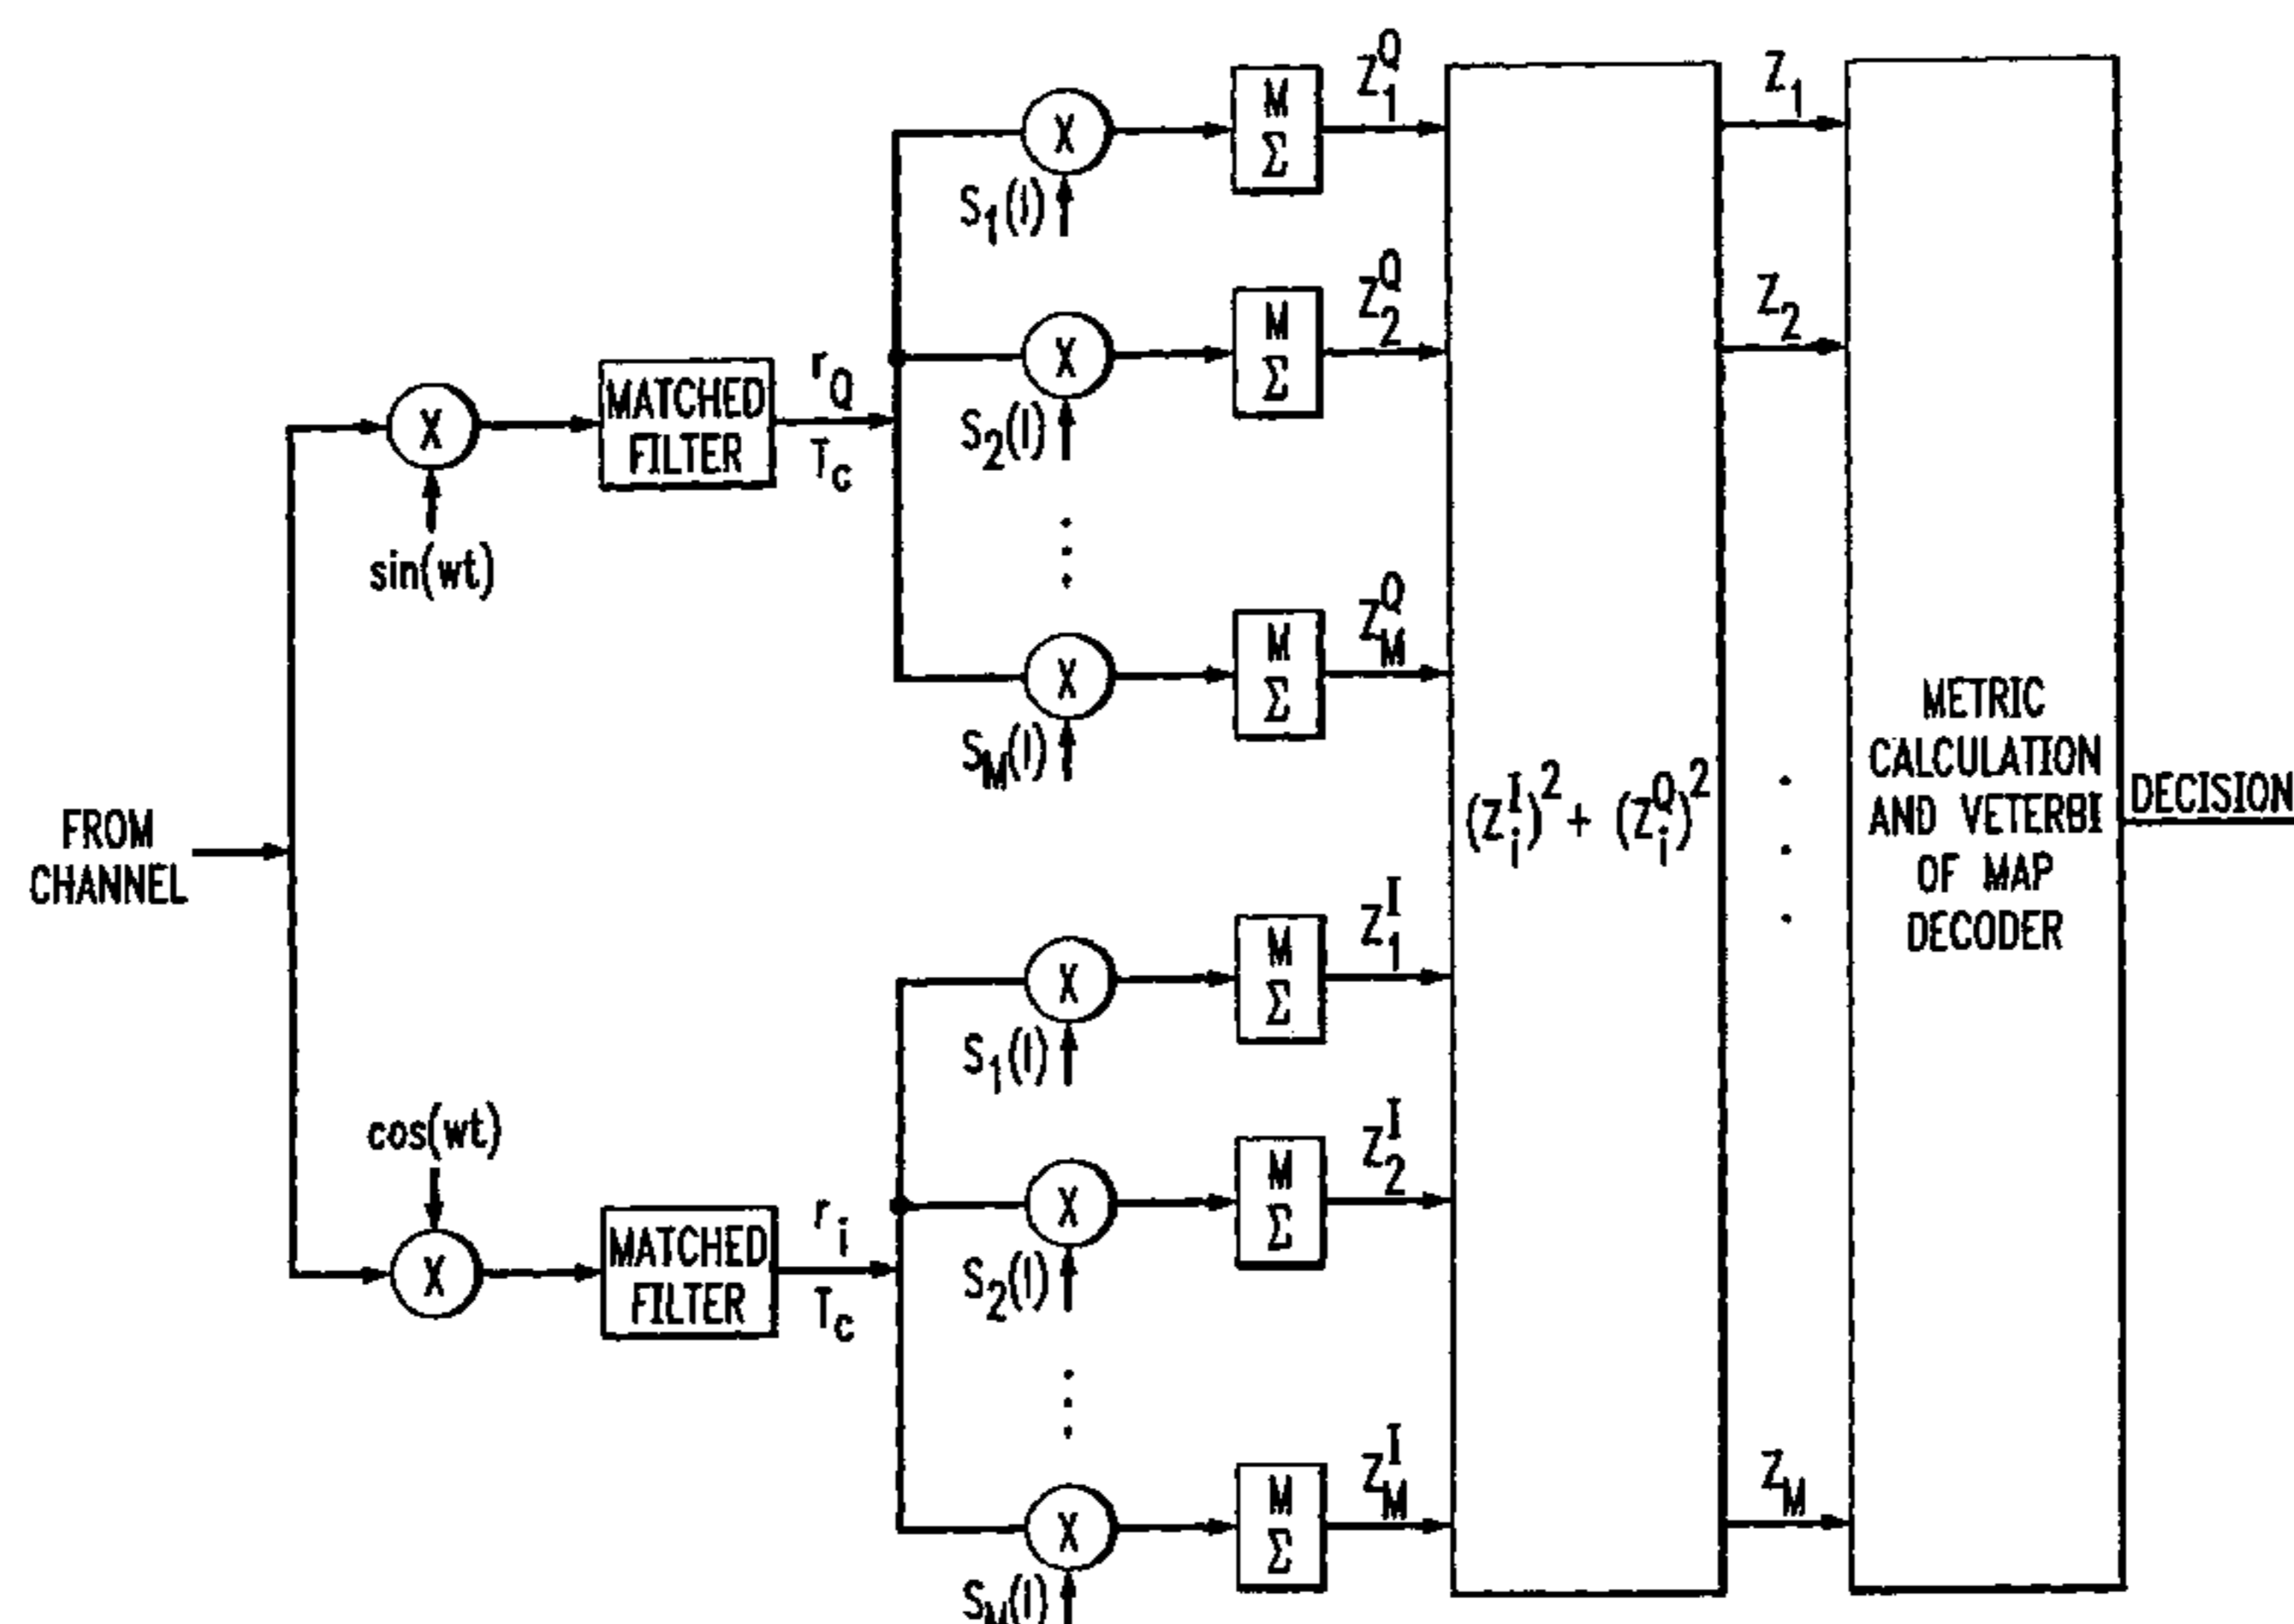 FROM
CHANNEL
X
sin(wt)
MATCHED
FILTER
r_Q
T_c
X
S_1(l)
M
Σ
Z_1^Q
X
S_2(l)
M
Σ
Z_2^Q
X
S_M(l)
M
Σ
Z_M^Q
cos(wt)
X
MATCHED
FILTER
r_i
T_c
X
S_1(l)
M
Σ
Z_1^I
X
S_2(l)
M
Σ
Z_2^I
X
S_M(l)
M
Σ
Z_M^I
(Z_i^I)^2 + (Z_i^Q)^2
Z_1
Z_2
Z_M
METRIC
CALCULATION
AND VETERBI
OF MAP
DECODER
DECISION